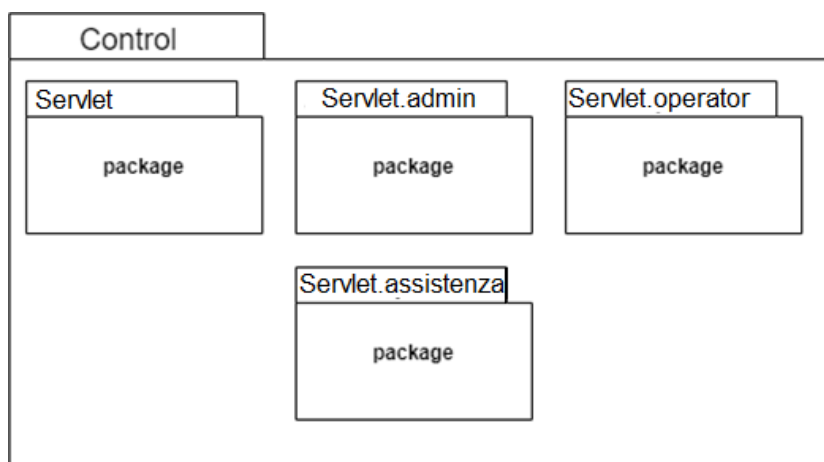 Control
Servlet
Servlet.admin
Servlet.operator
package
package
package
Servlet.assistenza
package